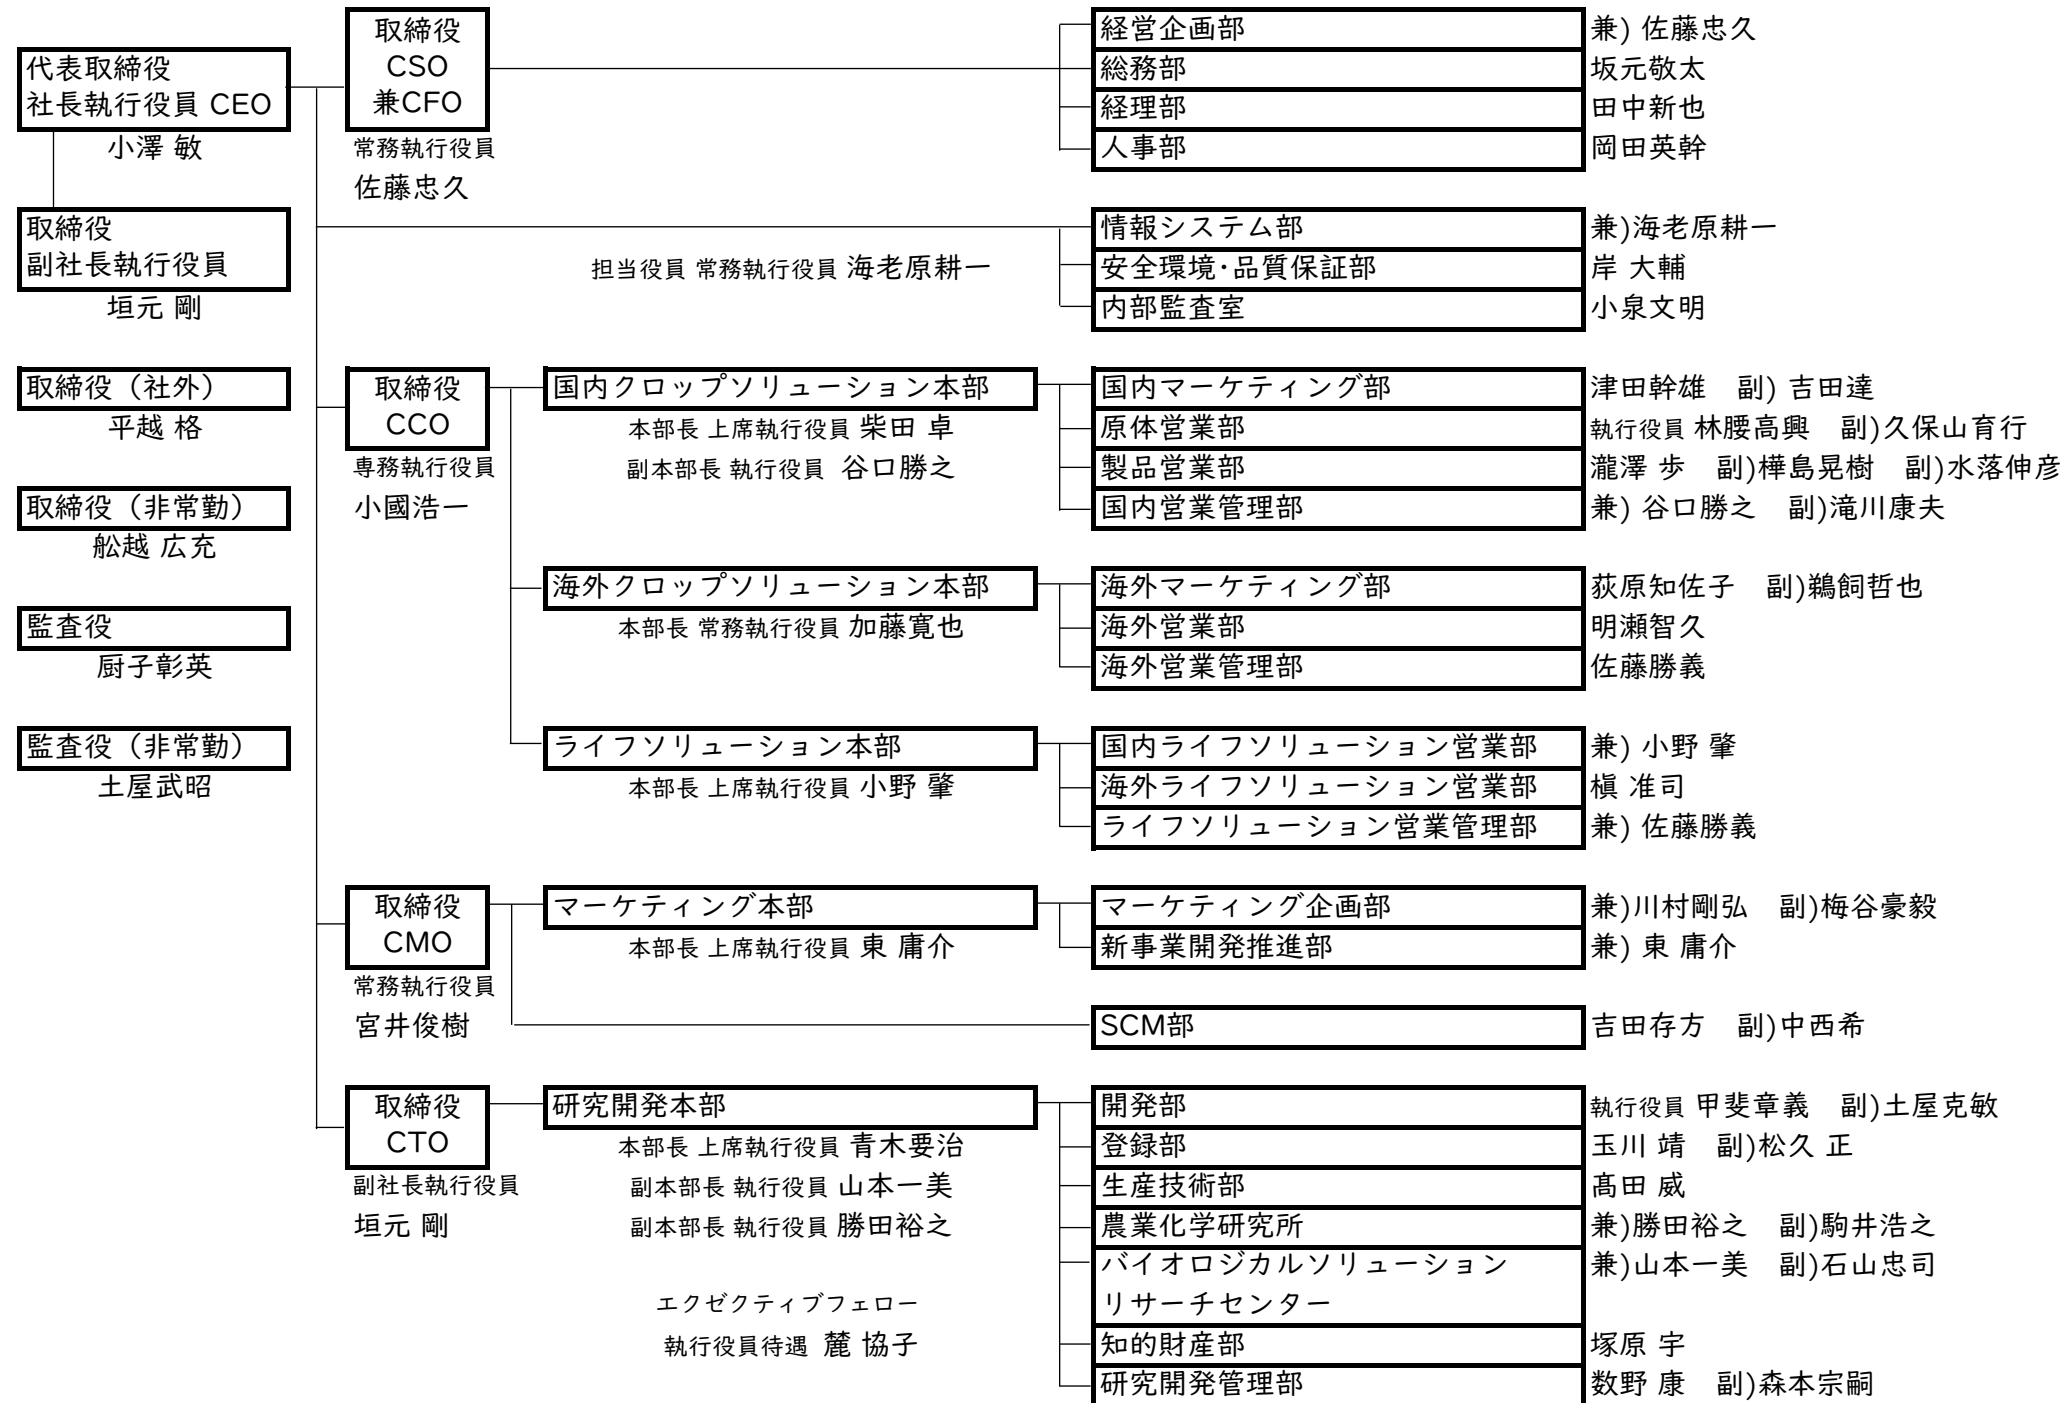 代表取締役
社長執行役員 CEO
小澤 敏
取締役
副社長執行役員
垣元 剛
取締役（社外）
平越 格
取締役（非常勤）
舩越 広充
監査役
厨子彰英
監査役（非常勤）
土屋武昭
取締役
CSO
兼CFO
常務執行役員
佐藤忠久
経営企画部 兼) 佐藤忠久
総務部 坂元敬太
経理部 田中新也
人事部 岡田英幹
担当役員 常務執行役員 海老原耕一
情報システム部 兼)海老原耕一
安全環境･品質保証部 岸 大輔
内部監査室 小泉文明
取締役
CCO
専務執行役員
小國浩一
国内クロップソリューション本部
本部長 上席執行役員 柴田 卓
副本部長 執行役員 谷口勝之
国内マーケティング部 津田幹雄　副) 吉田達
原体営業部 執行役員 林腰高興　副)久保山育行
製品営業部 瀧澤 歩　副)樺島晃樹　副)水落伸彦
国内営業管理部 兼) 谷口勝之　副)滝川康夫
海外クロップソリューション本部
本部長 常務執行役員 加藤寛也
海外マーケティング部 荻原知佐子　副)鵜飼哲也
海外営業部 明瀬智久
海外営業管理部 佐藤勝義
ライフソリューション本部
本部長 上席執行役員 小野 肇
国内ライフソリューション営業部 兼) 小野 肇
海外ライフソリューション営業部 槇 准司
ライフソリューション営業管理部 兼) 佐藤勝義
取締役
CMO
常務執行役員
宮井俊樹
マーケティング本部
本部長 上席執行役員 東 庸介
マーケティング企画部 兼)川村剛弘　副)梅谷豪毅
新事業開発推進部 兼) 東 庸介
SCM部 吉田存方　副)中西希
取締役
CTO
副社長執行役員
垣元 剛
研究開発本部
本部長 上席執行役員 青木要治
副本部長 執行役員 山本一美
副本部長 執行役員 勝田裕之
エクゼクティブフェロー
執行役員待遇 麓 協子
開発部 執行役員 甲斐章義　副)土屋克敏
登録部 玉川 靖　副)松久 正
生産技術部 髙田 威
農業化学研究所 兼)勝田裕之　副)駒井浩之
バイオロジカルソリューション 兼)山本一美　副)石山忠司
リサーチセンター
知的財産部 塚原 宇
研究開発管理部 数野 康　副)森本宗嗣